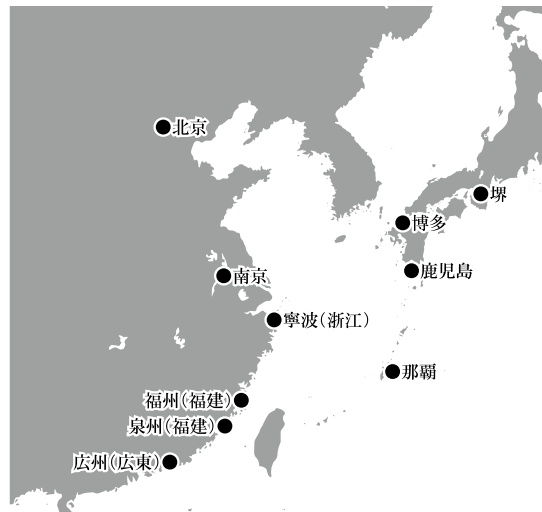 北京
堺
博多
鹿児島
南京
寧波（浙江）
那覇
福州（福建）
泉州（福建）
広州（広東）